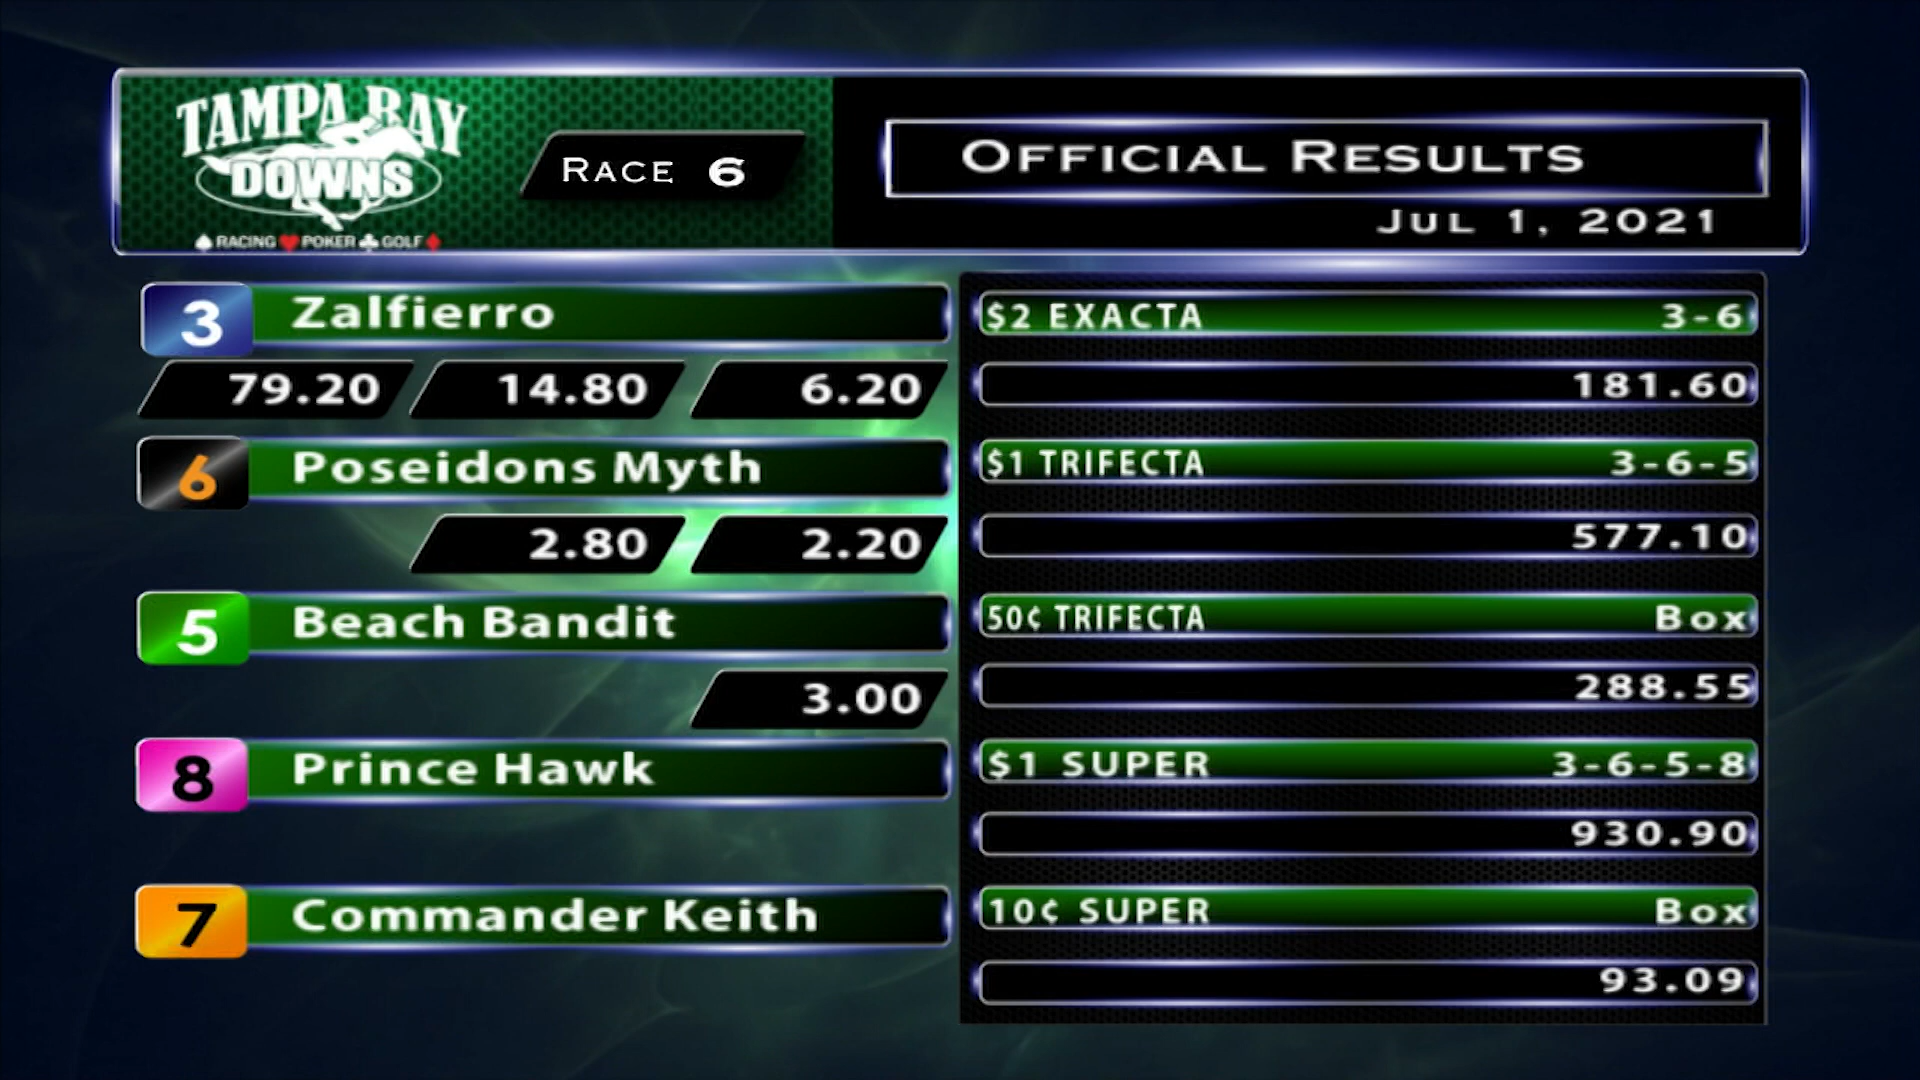 TAMPA BAY
DOWNS
RACING POKER GOLF
RACE 6
OFFICIAL RESULTS
JUL 1, 2021
3 Zalfierro
79.20 14.80 6.20
6 Poseidons Myth
2.80 2.20
5 Beach Bandit
3.00
8 Prince Hawk
7 Commander Keith
$2 EXACTA 3-6
181.60
$1 TRIFECTA 3-6-5
577.10
50¢ TRIFECTA Box
288.55
$1 SUPER 3-6-5-8
930.90
10¢ SUPER Box
93.09